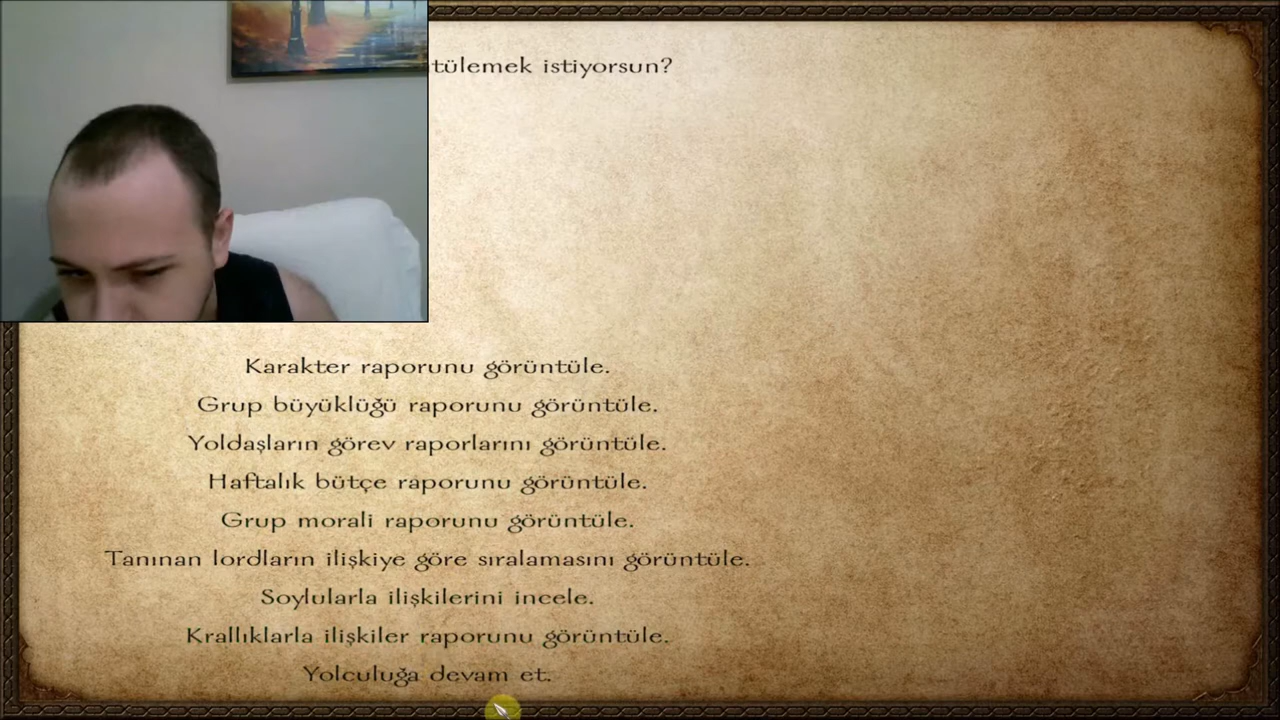 istiyorsun?
Karakter raporunu görüntüle.
Grup büyüklüğü raporunu görüntüle.
Yoldaşların görev raporlarını görüntüle.
Haftalık bütçe raporunu görüntüle.
Grup morali raporunu görüntüle.
Tanınan lordların ilişkiye göre sıralamasını görüntüle.
Soylularla ilişkilerini incele.
Krallıklarla ilişkiler raporunu görüntüle.
Yolculuğa devam et.